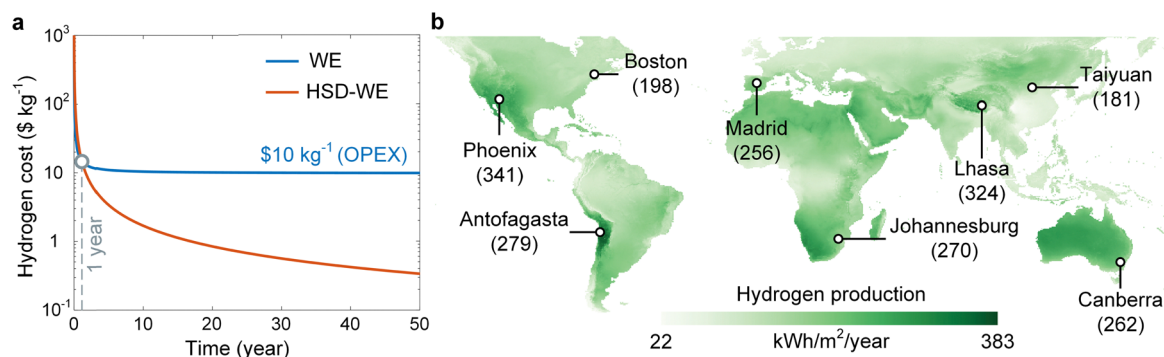 a
Hydrogen cost ($ kg⁻¹)
10³
10²
10
1
10⁻¹
WE
HSD-WE
$10 kg⁻¹ (OPEX)
1 year
0
10
20
30
40
50
Time (year)
b
Boston
(198)
Phoenix
(341)
Antofagasta
(279)
Madrid
(256)
Taiyuan
(181)
Lhasa
(324)
Johannesburg
(270)
Canberra
(262)
Hydrogen production
22
kWh/m²/year
383